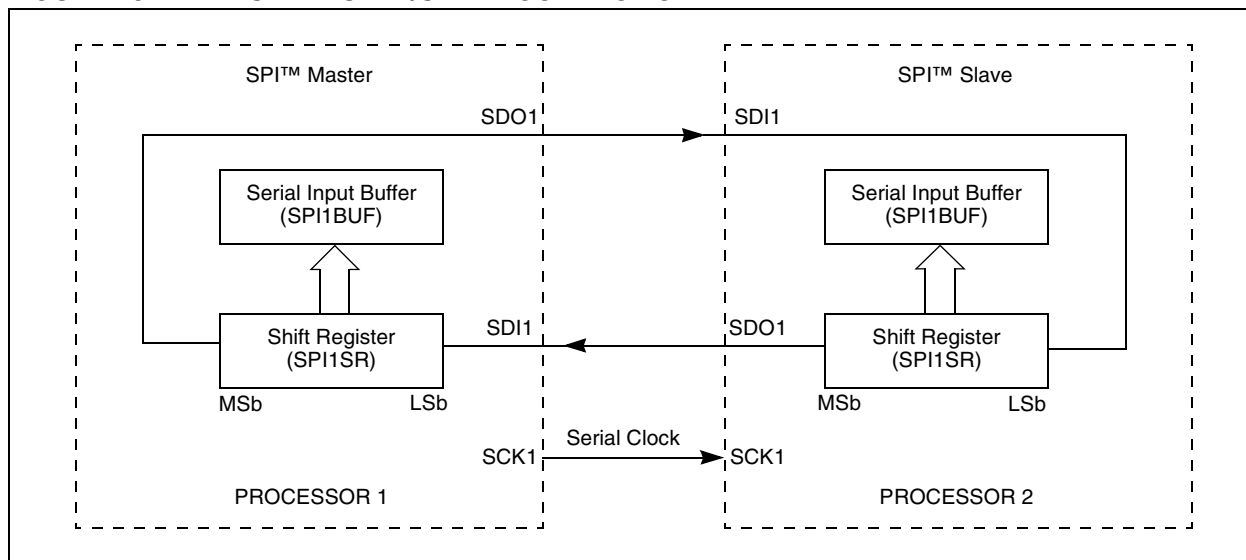 SPI™ Master
SPI™ Slave
SDO1
SDI1
Serial Input Buffer
(SPI1BUF)
Serial Input Buffer
(SPI1BUF)
Shift Register
(SPI1SR)
SDI1
SDO1
Shift Register
(SPI1SR)
MSb
LSb
MSb
LSb
Serial Clock
SCK1
SCK1
PROCESSOR 1
PROCESSOR 2